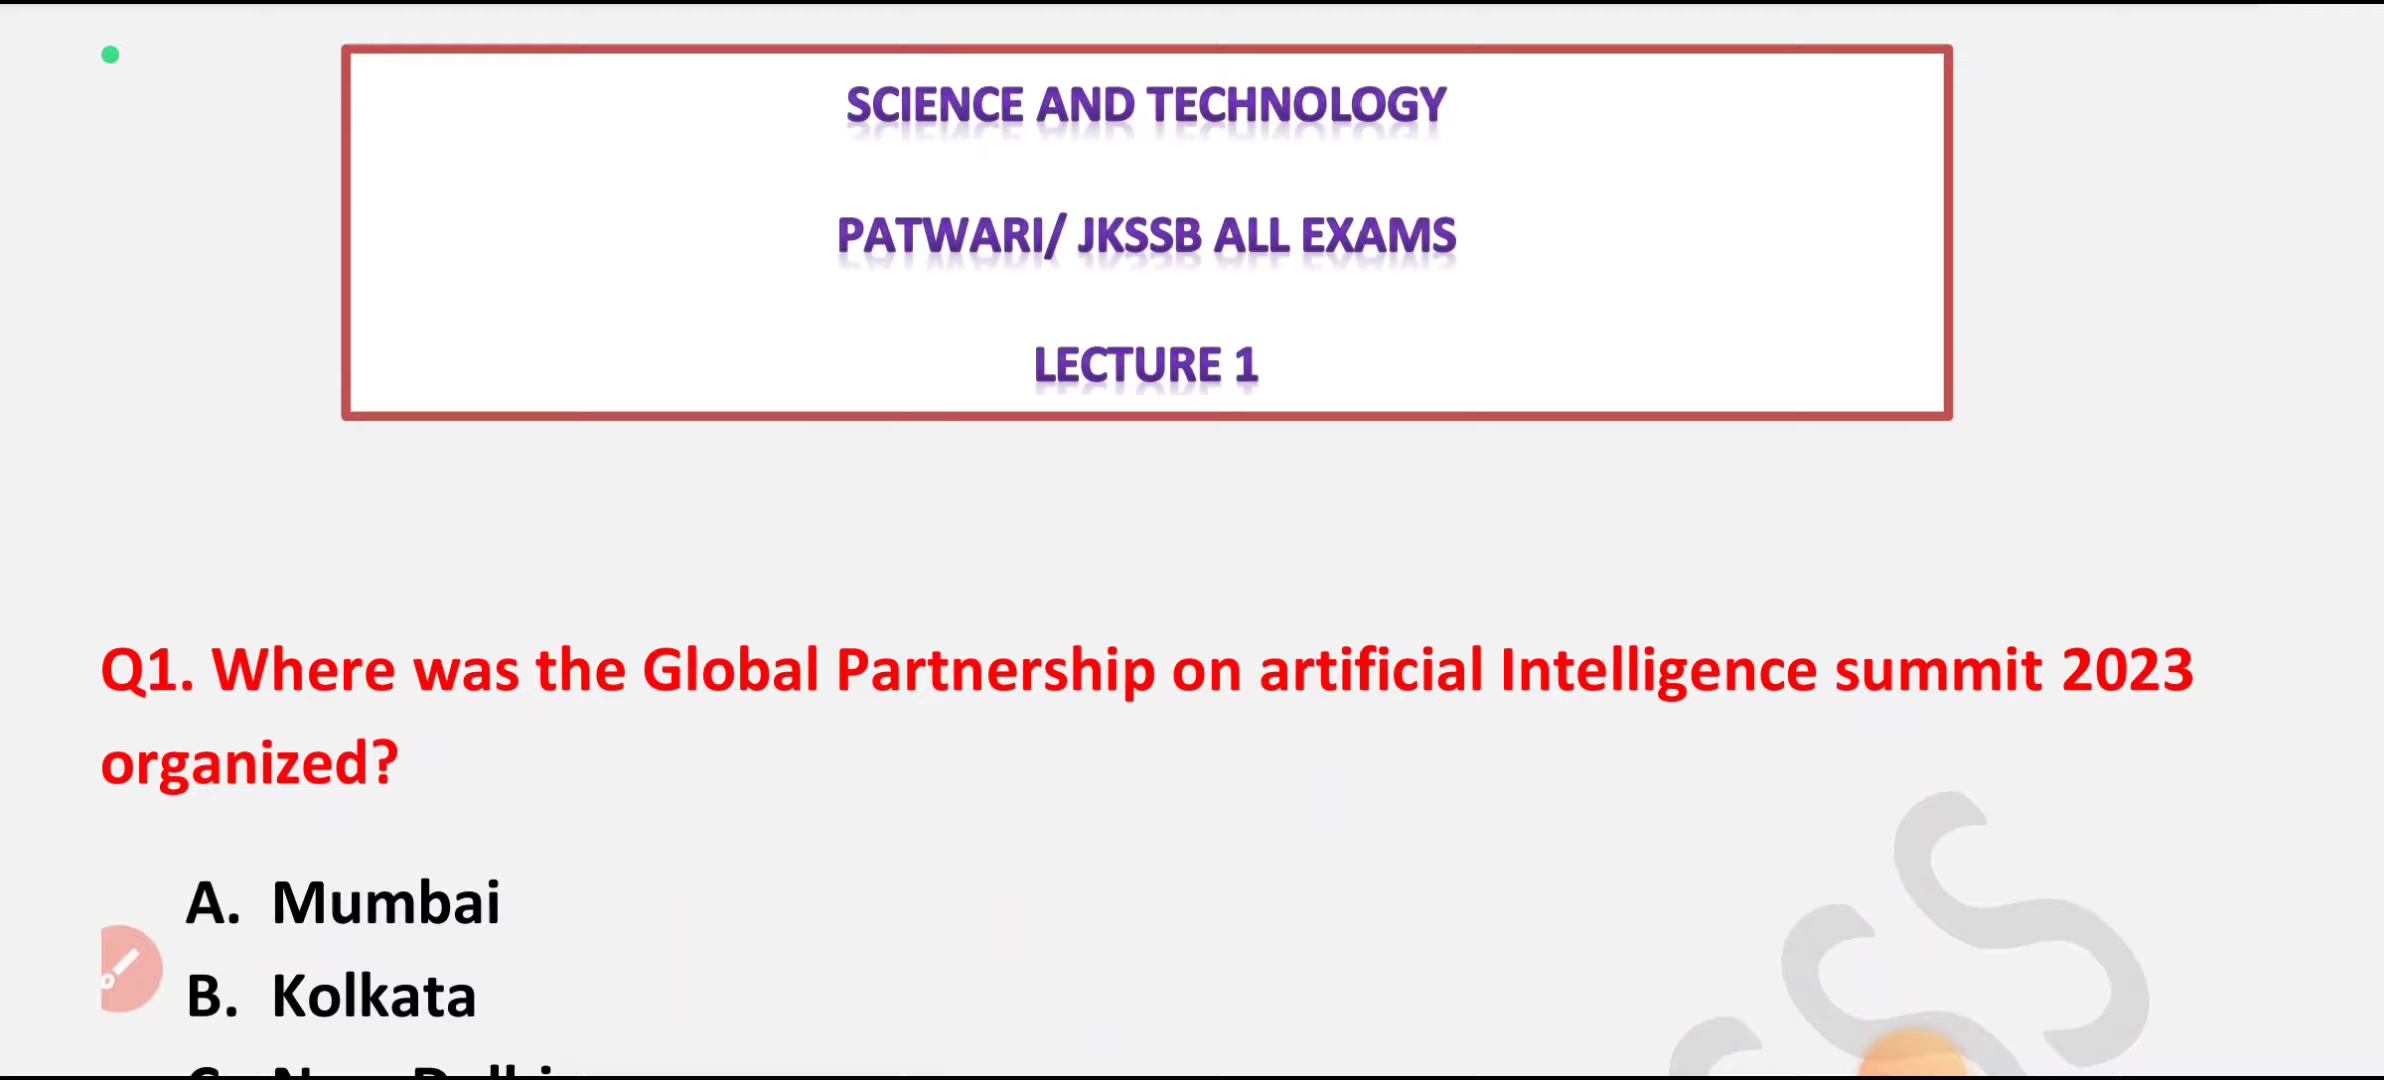 SCIENCE AND TECHNOLOGY
PATWARI/ JKSSB ALL EXAMS
LECTURE 1
Q1. Where was the Global Partnership on artificial Intelligence summit 2023
organized?
A. Mumbai
B. Kolkata